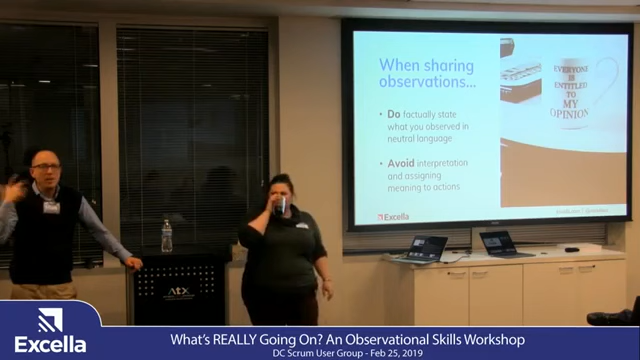 When sharing
observations...
• Do factually state
what you observed in
neutral language
• Avoid interpretation
and assigning
meaning to actions
Excella
EVERYONE
IS
ENTITLED
TO
MY
OPINION
ATX
Excella
What's REALLY Going On? An Observational Skills Workshop
DC Scrum User Group - Feb 25, 2019